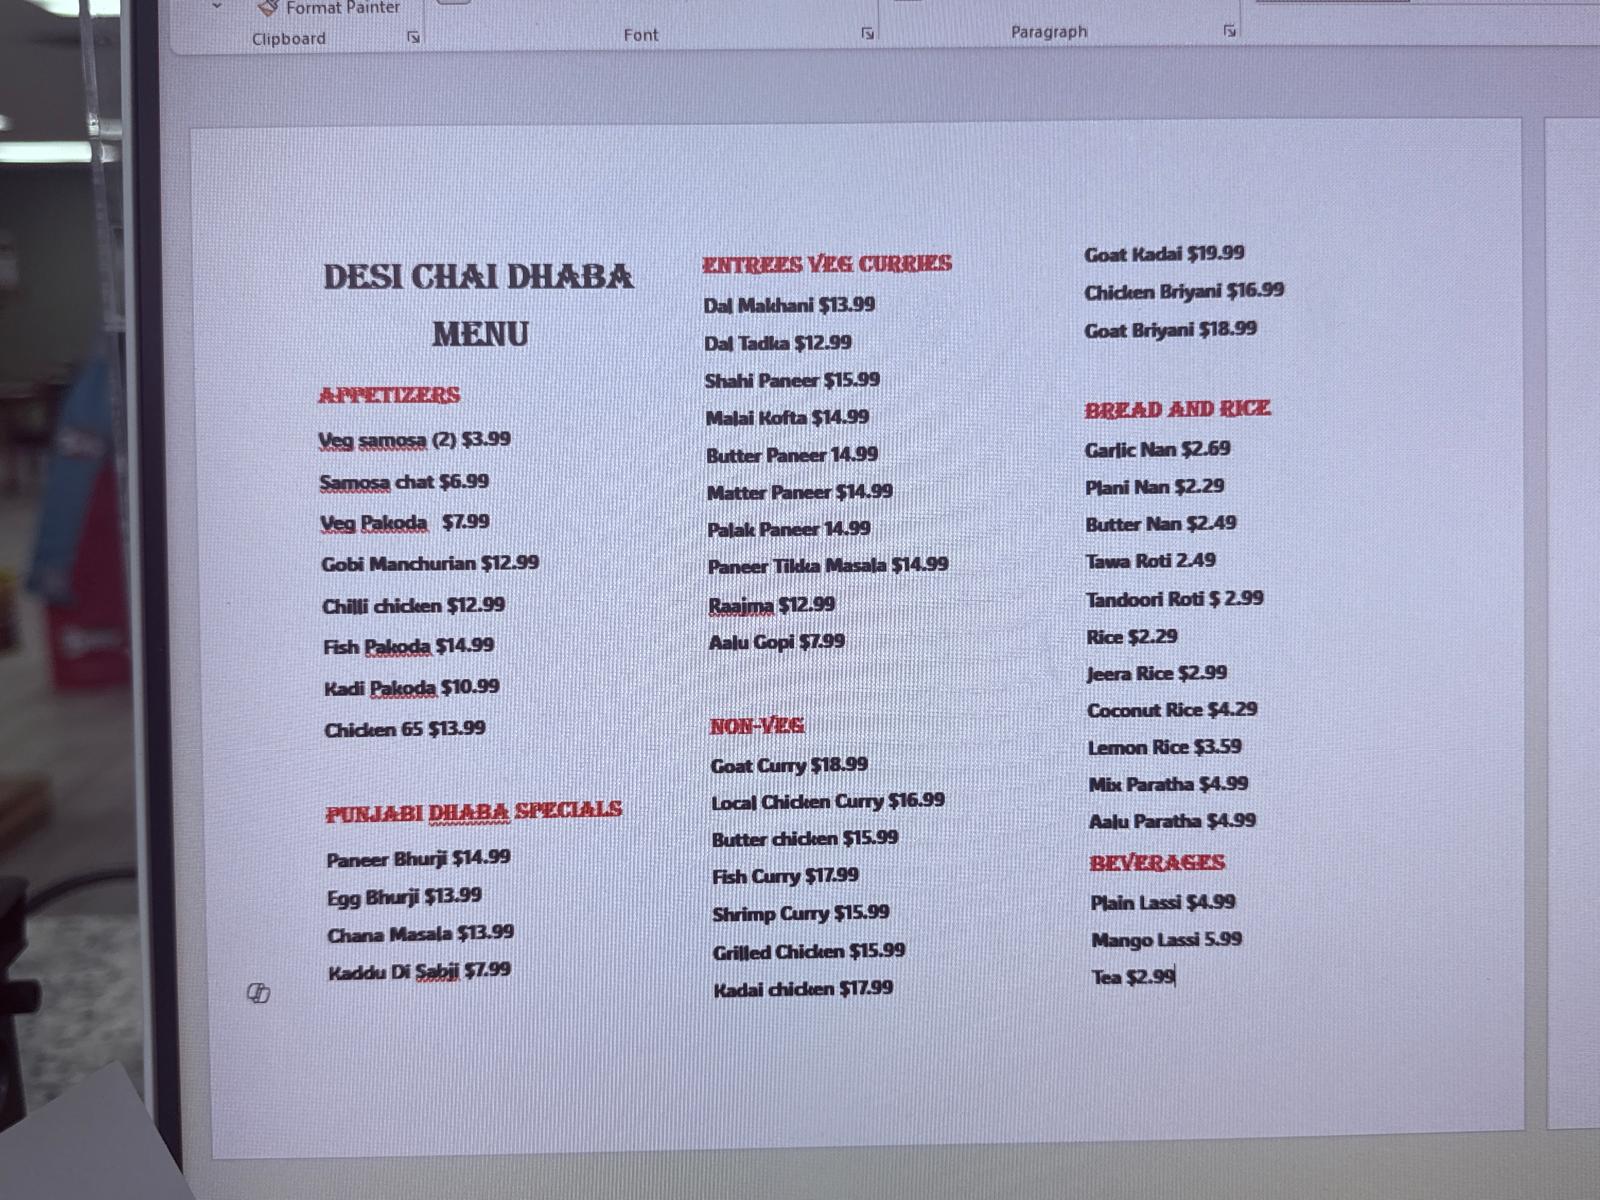 Format Painter
Clipboard
Font
Paragraph
DESI CHAI DHABA
MENU
APPETIZERS
Veg samosa (2) $3.99
Samosa chat $6.99
Veg Pakoda $7.99
Gobi Manchurian $12.99
Chilli chicken $12.99
Fish Pakoda $14.99
Kadi Pakoda $10.99
Chicken 65 $13.99
PUNJABI DHABA SPECIALS
Paneer Bhurji $14.99
Egg Bhurji $13.99
Chana Masala $13.99
Kaddu Di Sabji $7.99
ENTREES VEG CURRIES
Dal Makhani $13.99
Dal Tadka $12.99
Shahi Paneer $15.99
Malai Kofta $14.99
Butter Paneer 14.99
Matter Paneer $14.99
Palak Paneer 14.99
Paneer Tikka Masala $14.99
Raajma $12.99
Aalu Gopi $7.99
NON-VEG
Goat Curry $18.99
Local Chicken Curry $16.99
Butter chicken $15.99
Fish Curry $17.99
Shrimp Curry $15.99
Grilled Chicken $15.99
Kadai chicken $17.99
Goat Kadai $19.99
Chicken Briyani $16.99
Goat Briyani $18.99
BREAD AND RICE
Garlic Nan $2.69
Plani Nan $2.29
Butter Nan $2.49
Tawa Roti 2.49
Tandoori Roti $ 2.99
Rice $2.29
Jeera Rice $2.99
Coconut Rice $4.29
Lemon Rice $3.59
Mix Paratha $4.99
Aalu Paratha $4.99
BEVERAGES
Plain Lassi $4.99
Mango Lassi 5.99
Tea $2.99